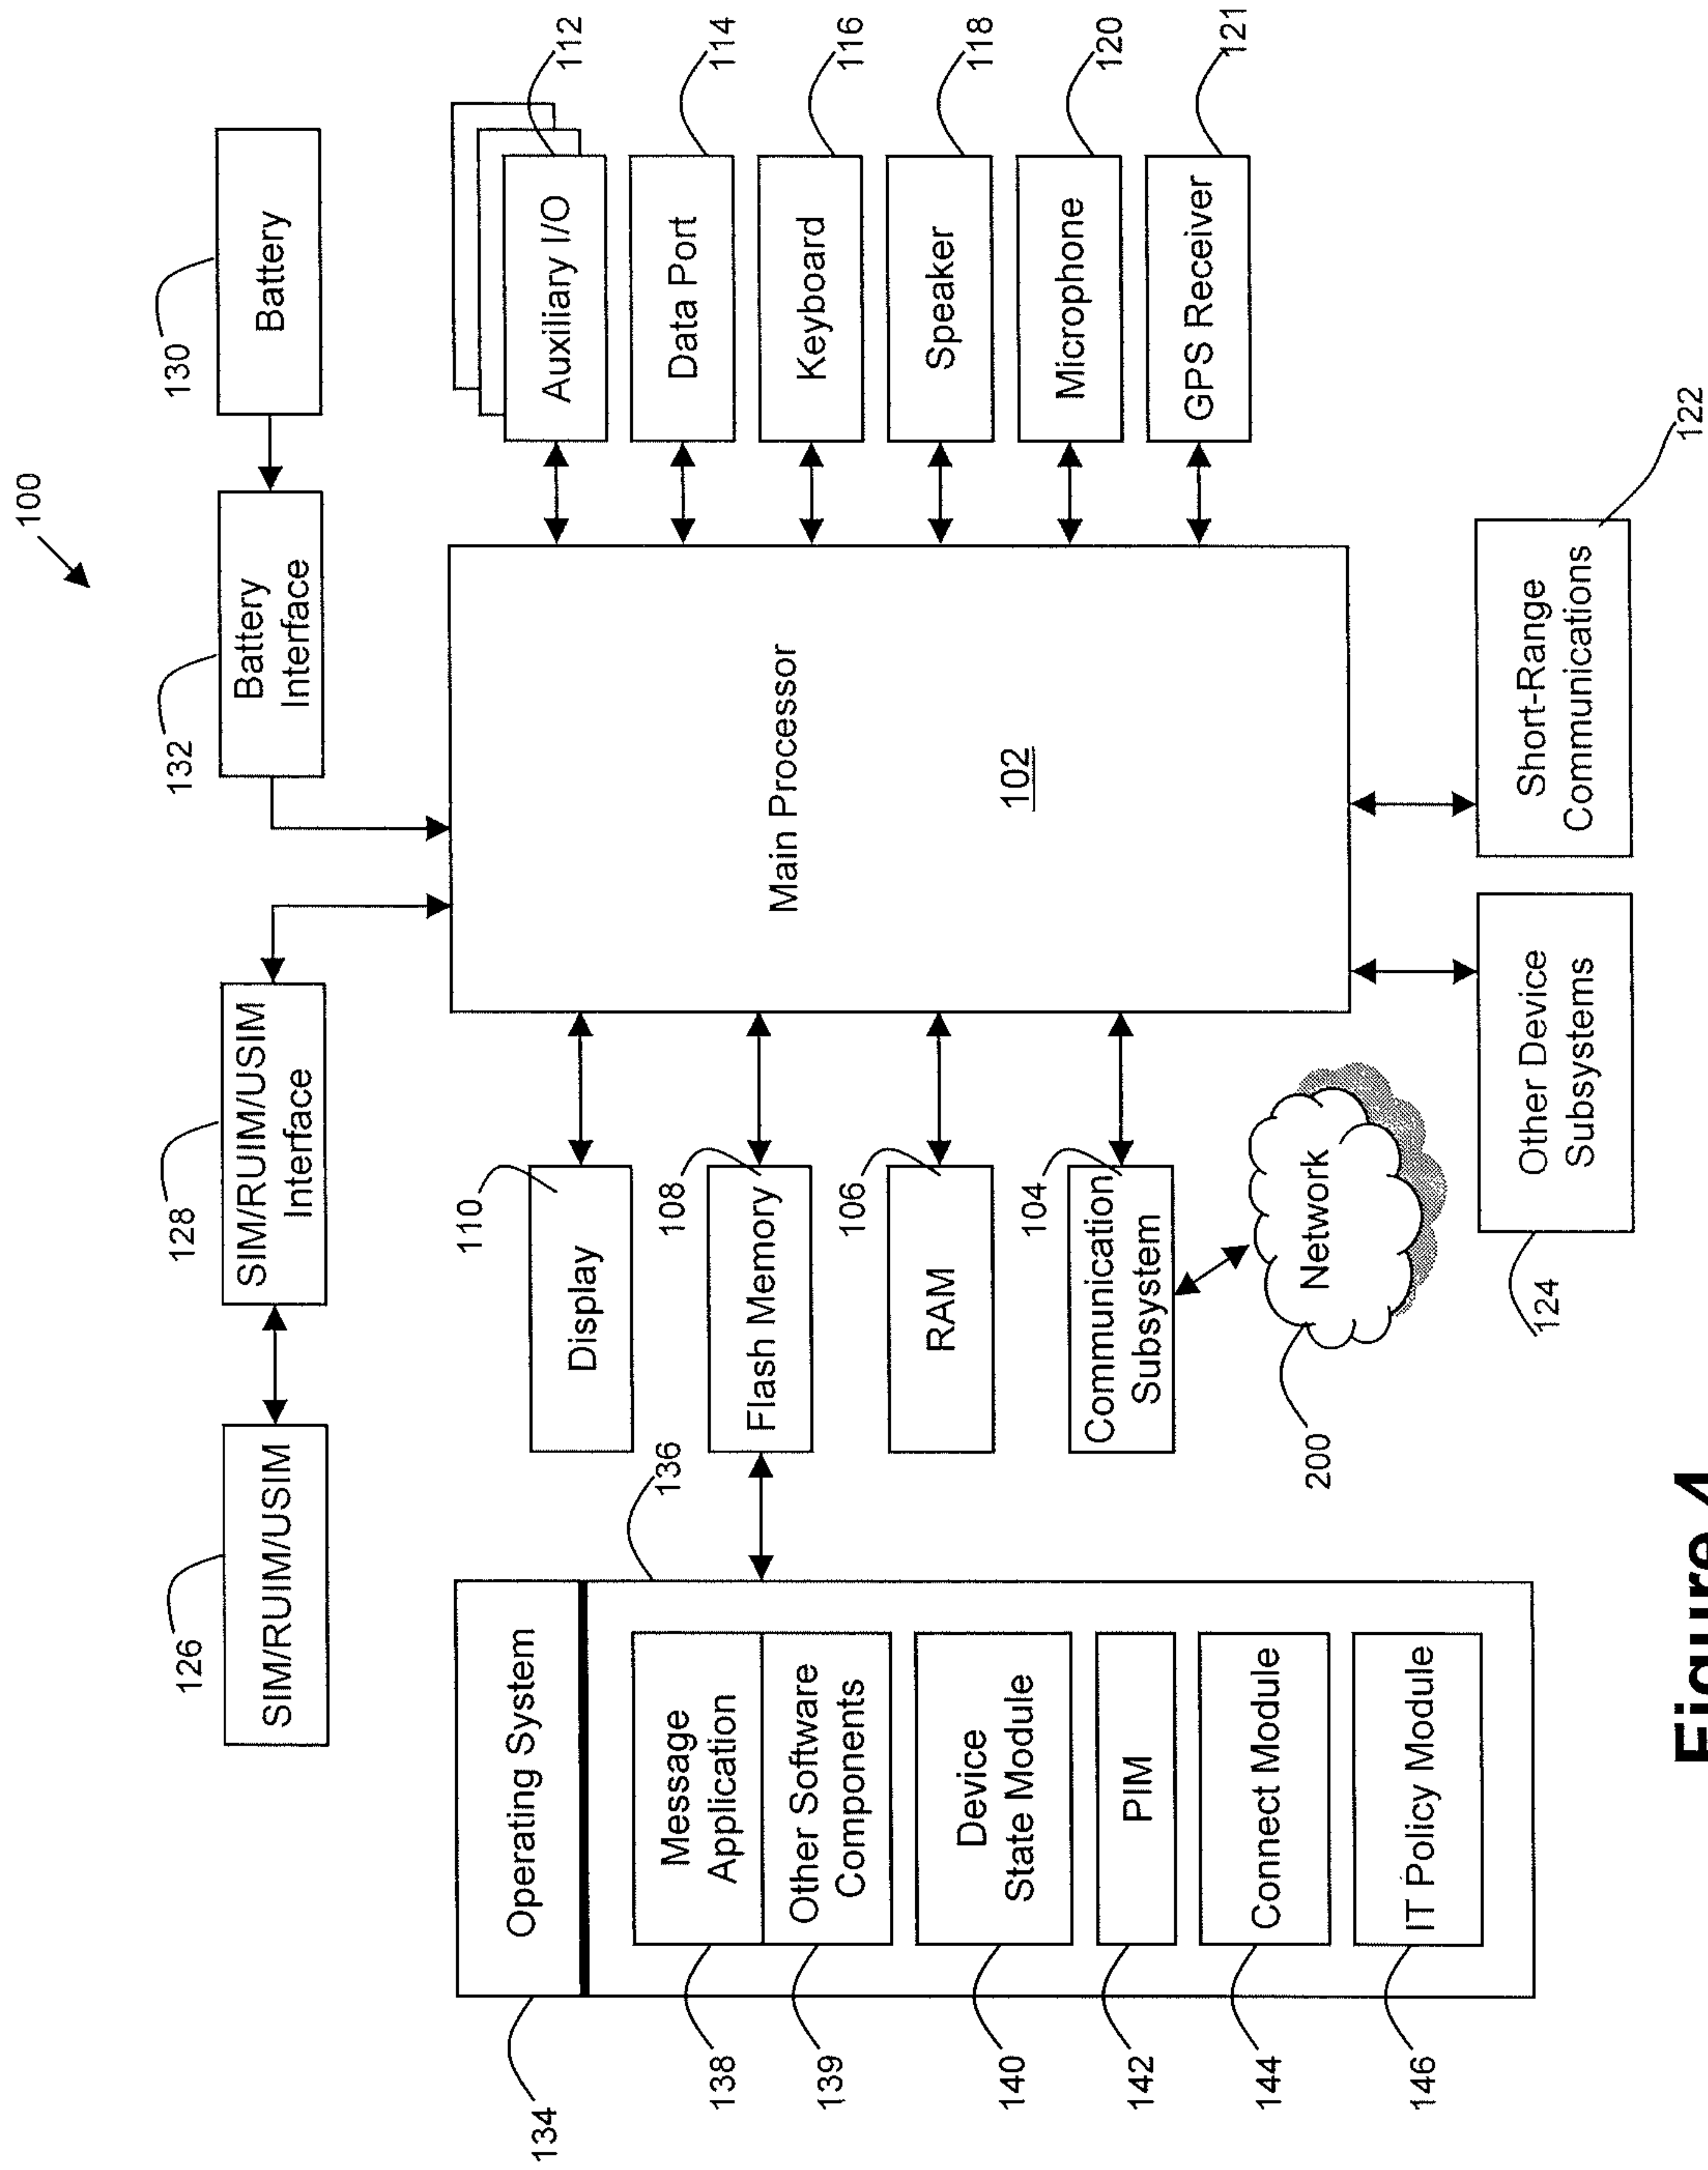 100
126
SIM/RUIM/USIM
128
SIM/RUIM/USIM
Interface
132
Battery
Interface
130
Battery
134
Operating System
136
138
Message
Application
139
Other Software
Components
140
Device
State Module
142
PIM
144
Connect Module
146
IT Policy Module
110
Display
108
Flash Memory
106
RAM
104
Communication
Subsystem
200
Network
Main Processor
102
112
Auxiliary I/O
114
Data Port
116
Keyboard
118
Speaker
120
Microphone
121
GPS Receiver
124
Other Device
Subsystems
122
Short-Range
Communications
Figure 4